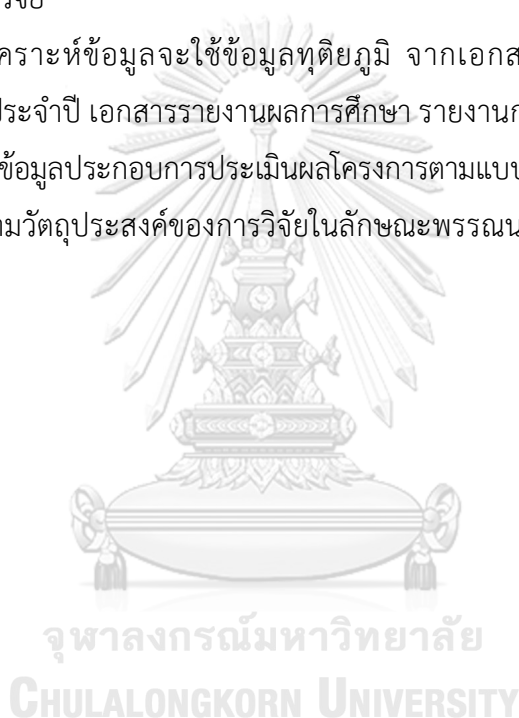 วิจัย
คราะห์ข้อมูลจะใช้ข้อมูลทุติยภูมิ จากเอกส
ประจำปี เอกสารรายงานผลการศึกษา รายงานก
ข้อมูลประกอบการประเมินผลโครงการตามแบบ
ามวัตถุประสงค์ของการวิจัยในลักษณะพรรณน
จุฬาลงกรณ์มหาวิทยาลัย
CHULALONGKORN UNIVERSITY